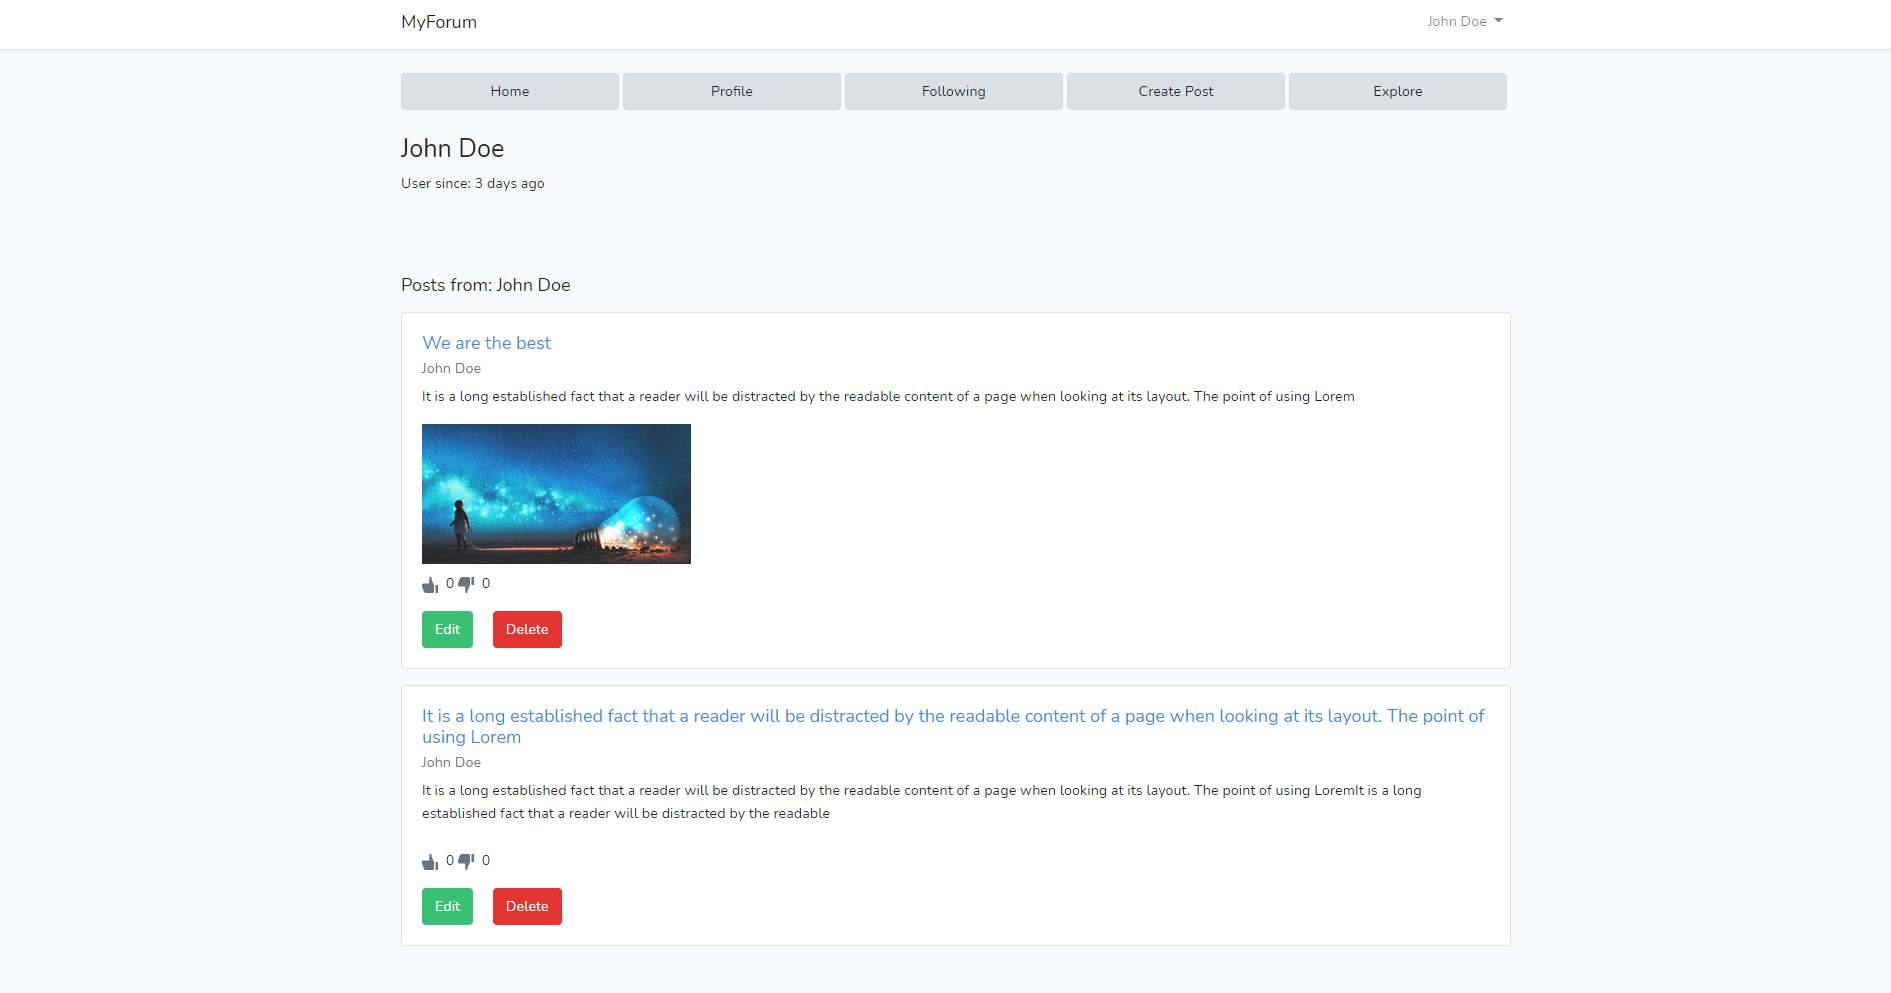 MyForum
John Doe
Home
Profile
Following
Create Post
Explore
John Doe
User since: 3 days ago
Posts from: John Doe
We are the best
John Doe
It is a long established fact that a reader will be distracted by the readable content of a page when looking at its layout. The point of using Lorem
0 0
Edit
Delete
It is a long established fact that a reader will be distracted by the readable content of a page when looking at its layout. The point of
using Lorem
John Doe
It is a long established fact that a reader will be distracted by the readable content of a page when looking at its layout. The point of using LoremIt is a long
established fact that a reader will be distracted by the readable
0 0
Edit
Delete